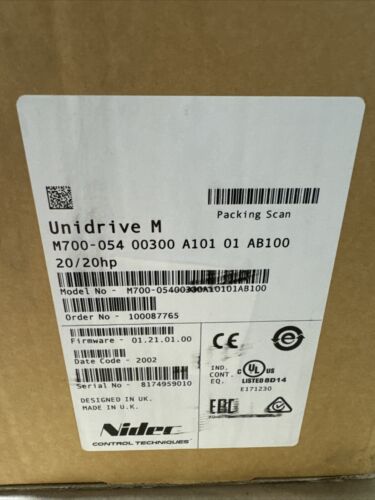 Packing Scan
Unidrive M
M700-054 00300 A101 01 AB100
20/20hp
Model No - M700-05400300A10101AB100
Order No - 100087765
Firmware - 01.21.01.00
Date Code - 2002
Serial No - 8174959010
DESIGNED IN UK.
MADE IN U.K.
Nidec
CONTROL TECHNIQUES
CE
IND.
CONT.
EQ.
C UL US
LISTED 8D14
E171230
EAC